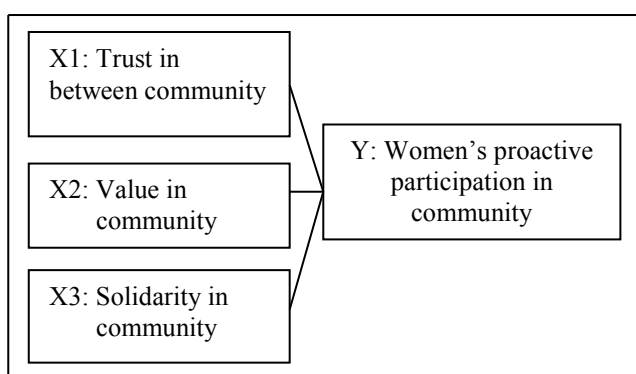 X1: Trust in
between community
X2: Value in
community
X3: Solidarity in
community
Y: Women’s proactive
participation in
community